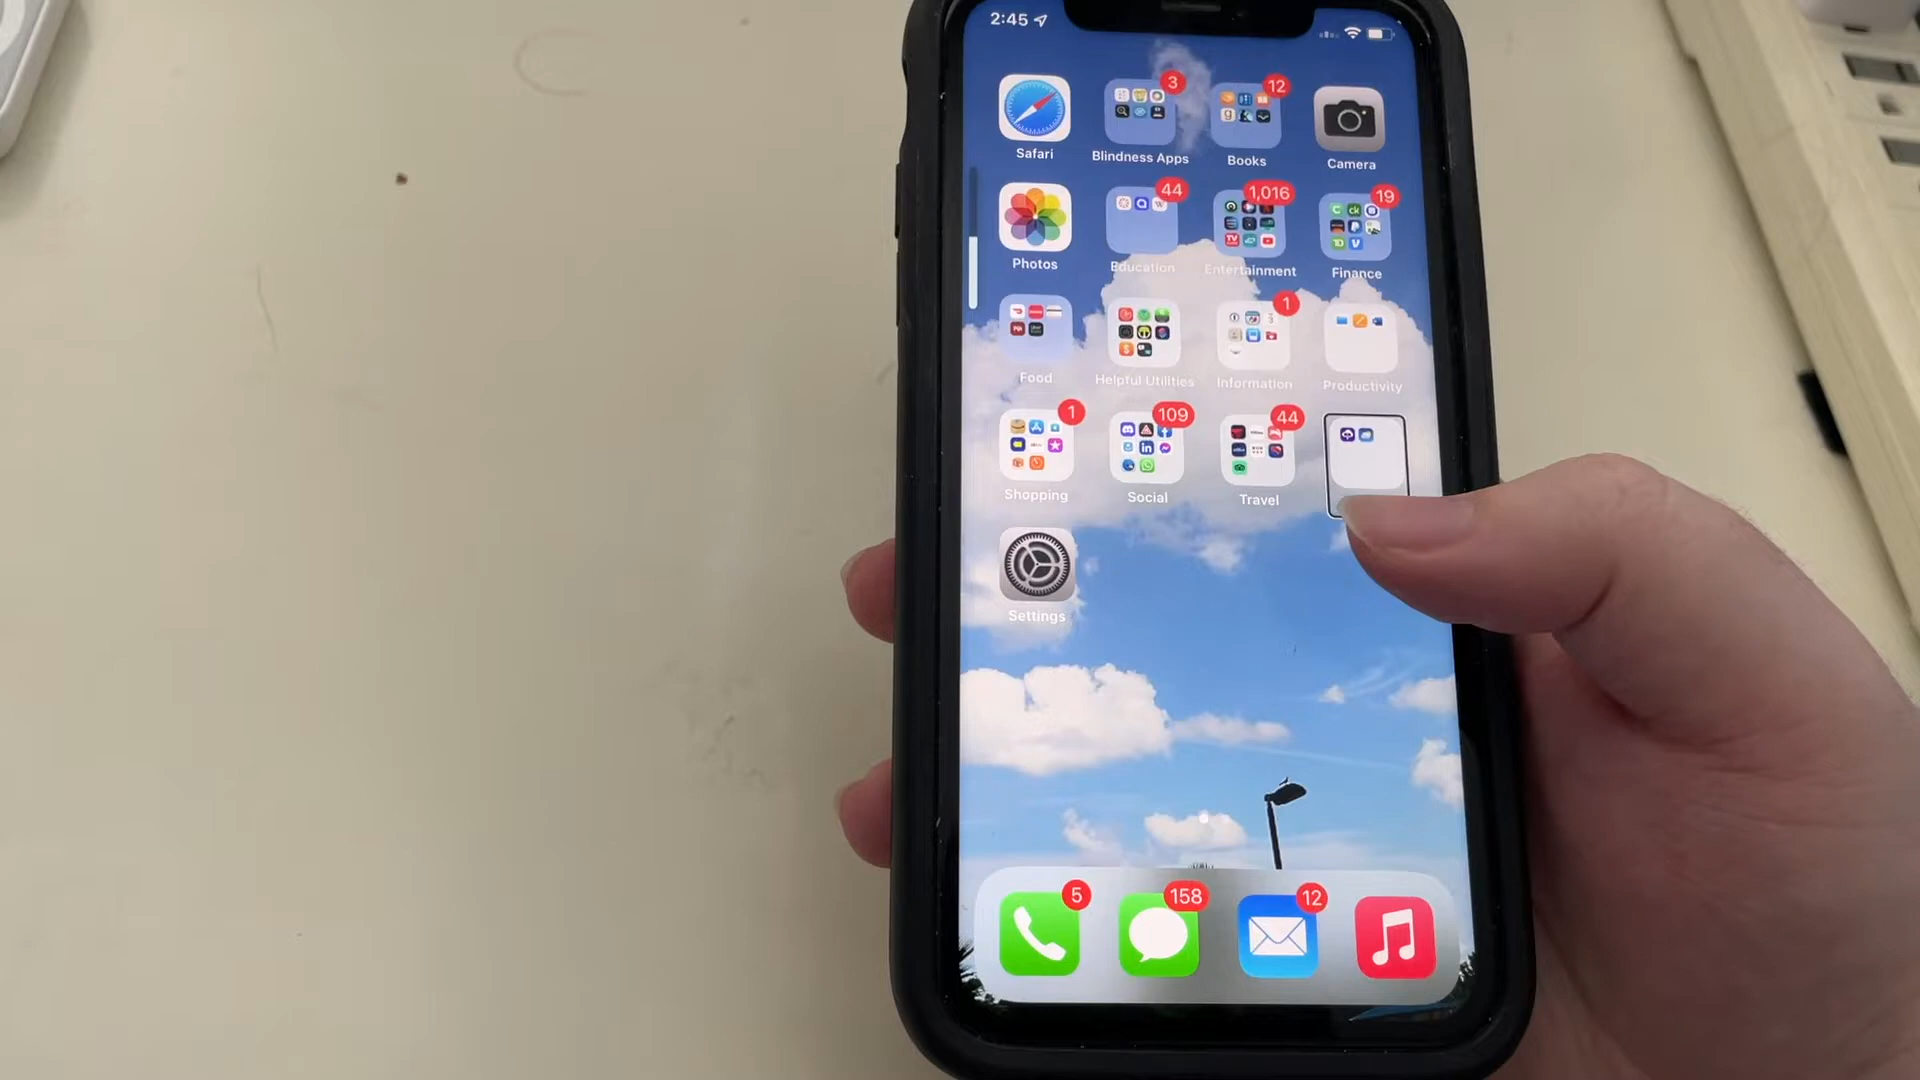 2:45
3
12
Safari
Blindness Apps
Books
Camera
44
1,016
19
Photos
Education
Entertainment
Finance
1
Food
Helpful Utilities
Information
Productivity
1
109
44
Shopping
Social
Travel
Settings
5
158
12